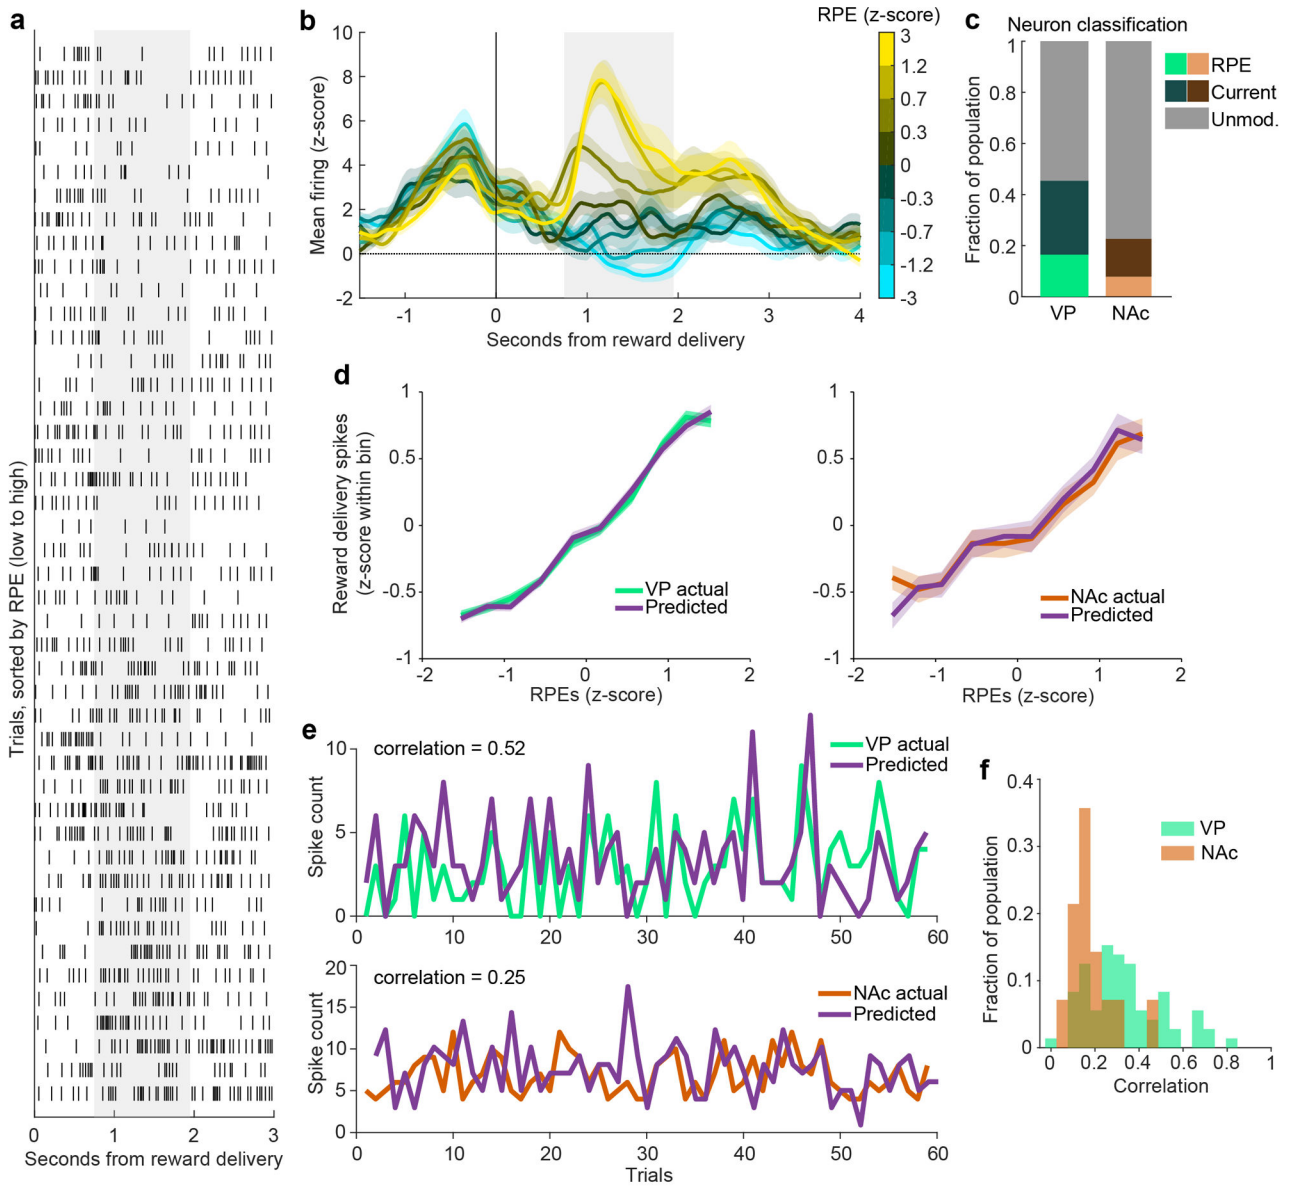 a
Trials, sorted by RPE (low to high)
0
1
2
3
Seconds from reward delivery
b
RPE (z-score)
Mean firing (z-score)
10
8
6
4
2
0
-2
-1
0
1
2
3
4
Seconds from reward delivery
3
1.2
0.7
0.3
0
-0.3
-0.7
-1.2
-3
c
Neuron classification
Fraction of population
1
0.8
0.6
0.4
0.2
0
VP
NAc
RPE
Current
Unmod.
d
Reward delivery spikes
(z-score within bin)
1
0.5
0
-0.5
-1
-2
-1
0
1
2
RPEs (z-score)
VP actual
Predicted
1
0.5
0
-0.5
-1
-2
-1
0
1
2
RPEs (z-score)
NAc actual
Predicted
e
correlation = 0.52
VP actual
Predicted
Spike count
10
5
0
0
10
20
30
40
50
60
correlation = 0.25
NAc actual
Predicted
Spike count
20
15
10
5
0
0
10
20
30
40
50
60
Trials
f
Fraction of population
0.4
0.3
0.2
0.1
0
VP
NAc
0
0.2
0.4
0.6
0.8
1
Correlation